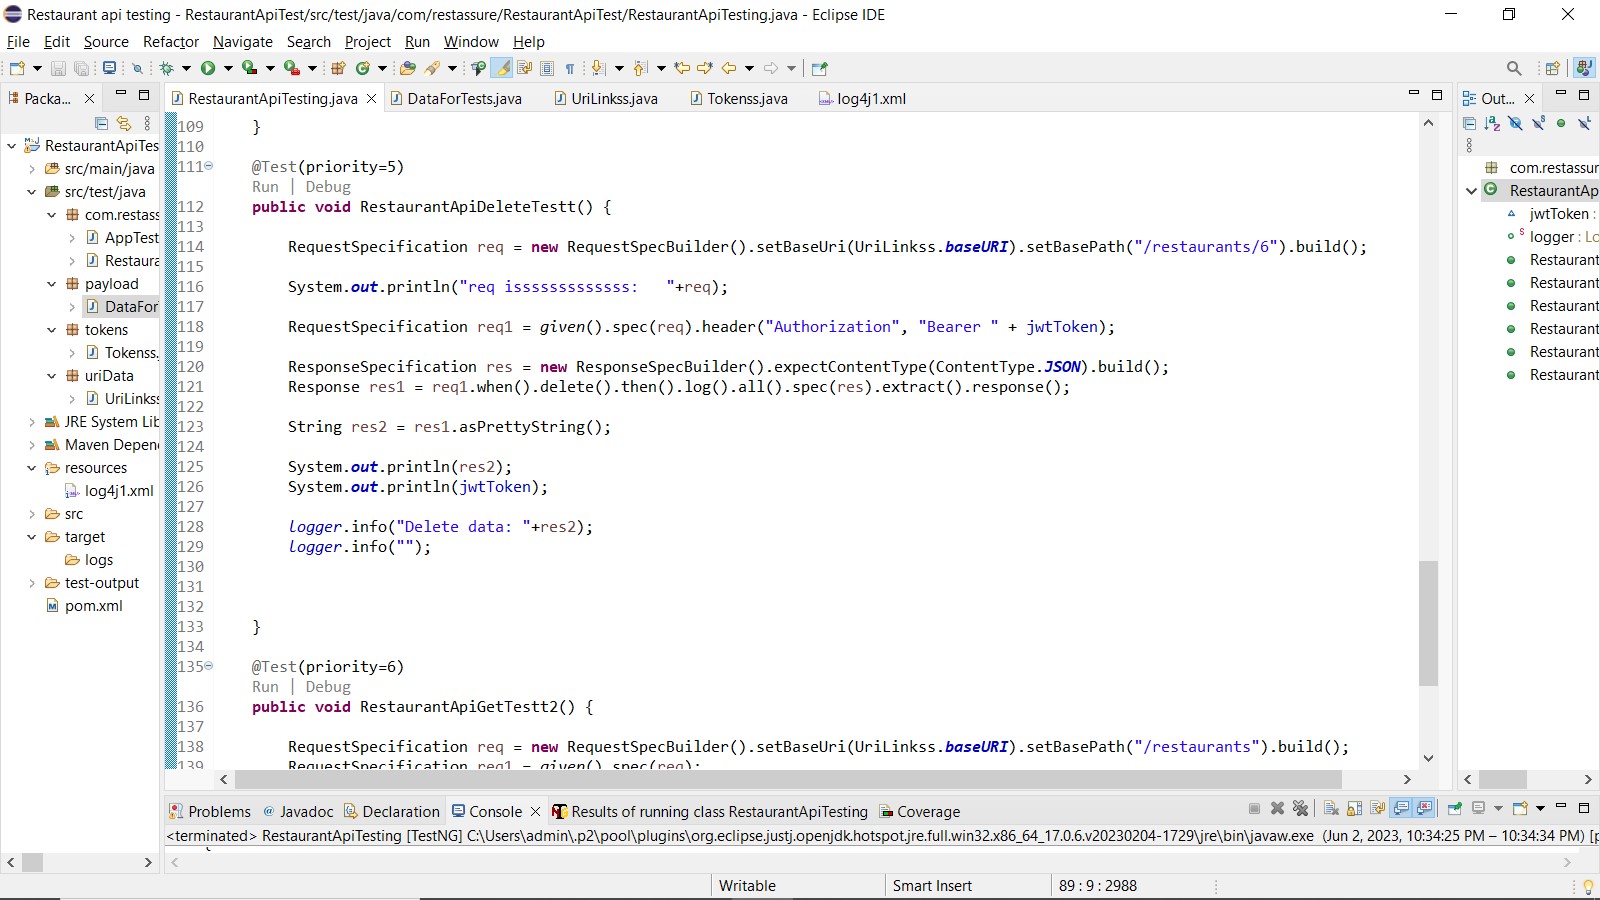 Restaurant api testing - RestaurantApiTest/src/test/java/com/restassure/RestaurantApiTest/RestaurantApiTesting.java - Eclipse IDE
File Edit Source Refactor Navigate Search Project Run Window Help
Packa...
RestaurantApiTesting.java DataForTests.java UriLinkss.java Tokenss.java log4j1.xml
Out...
RestaurantApiTes
src/main/java
src/test/java
com.restass
AppTest
Restaura
payload
DataFor
tokens
Tokenss.
uriData
UriLinkss
JRE System Lib
Maven Depen
resources
log4j1.xml
src
target
logs
test-output
pom.xml
109 }
110
111 @Test(priority=5)
Run | Debug
112 public void RestaurantApiDeleteTestt() {
113
114 RequestSpecification req = new RequestSpecBuilder().setBaseUri(UriLinkss.baseURI).setBasePath("/restaurants/6").build();
115
116 System.out.println("req isssssssssssss:   "+req);
117
118 RequestSpecification req1 = given().spec(req).header("Authorization", "Bearer " + jwtToken);
119
120 ResponseSpecification res = new ResponseSpecBuilder().expectContentType(ContentType.JSON).build();
121 Response res1 = req1.when().delete().then().log().all().spec(res).extract().response();
122
123 String res2 = res1.asPrettyString();
124
125 System.out.println(res2);
126 System.out.println(jwtToken);
127
128 logger.info("Delete data: "+res2);
129 logger.info("");
130
131
132
133 }
134
135 @Test(priority=6)
Run | Debug
136 public void RestaurantApiGetTestt2() {
137
138 RequestSpecification req = new RequestSpecBuilder().setBaseUri(UriLinkss.baseURI).setBasePath("/restaurants").build();
139 RequestSpecification req1 = given().spec(req);
com.restassur
RestaurantAp
jwtToken :
logger : Lo
Restaurant
Restaurant
Restaurant
Restaurant
Restaurant
Restaurant
Problems Javadoc Declaration Console Results of running class RestaurantApiTesting Coverage
<terminated> RestaurantApiTesting [TestNG] C:\Users\admin\.p2\pool\plugins\org.eclipse.justj.openjdk.hotspot.jre.full.win32.x86_64_17.0.6.v20230204-1729\jre\bin\javaw.exe (Jun 2, 2023, 10:34:25 PM – 10:34:34 PM) [p
Writable Smart Insert 89 : 9 : 2988